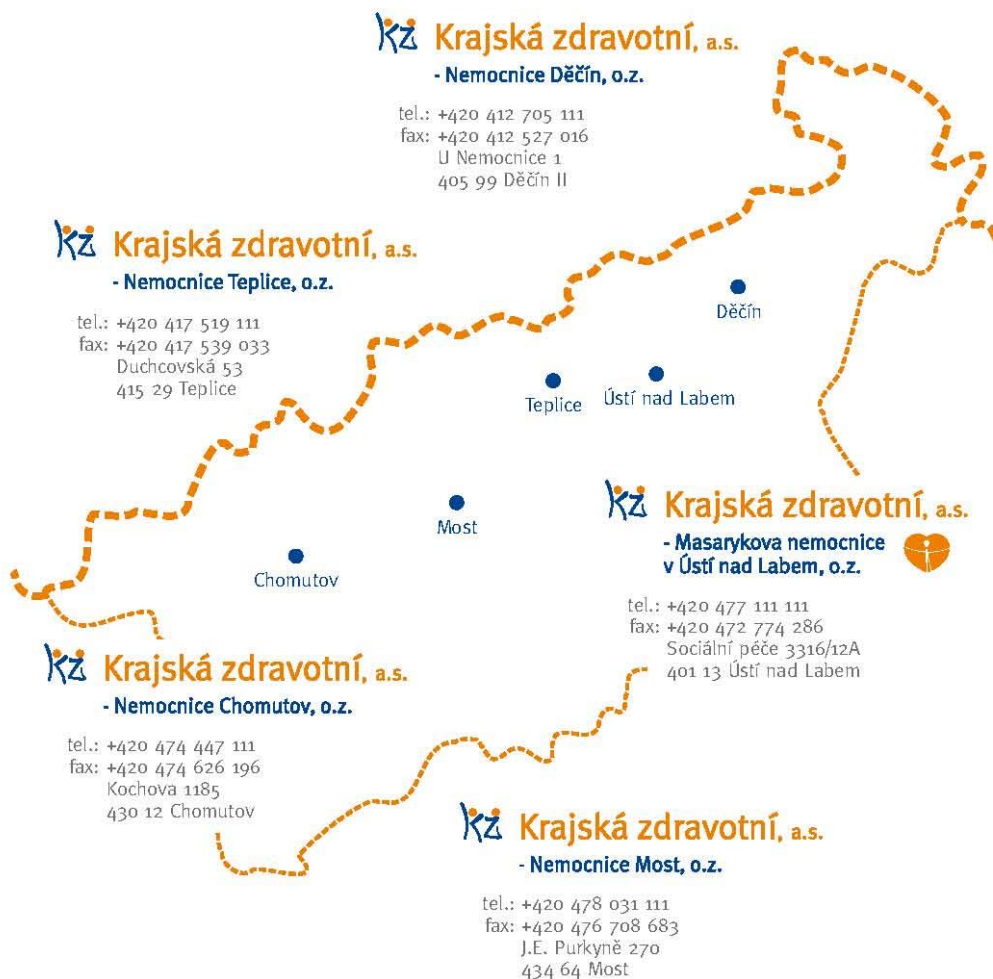 kz Krajská zdravotní, a.s.
- Nemocnice Děčín, o.z.
tel.: +420 412 705 111
fax: +420 412 527 016
U Nemocnice 1
405 99 Děčín II
kz Krajská zdravotní, a.s.
- Nemocnice Teplice, o.z.
tel.: +420 417 519 111
fax: +420 417 539 033
Duchcovská 53
415 29 Teplice
Děčín
Teplice
Ústí nad Labem
Most
Chomutov
kz Krajská zdravotní, a.s.
- Masarykova nemocnice
v Ústí nad Labem, o.z.
tel.: +420 477 111 111
fax: +420 472 774 286
Sociální péče 3316/12A
401 13 Ústí nad Labem
kz Krajská zdravotní, a.s.
- Nemocnice Chomutov, o.z.
tel.: +420 474 447 111
fax: +420 474 626 196
Kochova 1185
430 12 Chomutov
kz Krajská zdravotní, a.s.
- Nemocnice Most, o.z.
tel.: +420 478 031 111
fax: +420 476 708 683
J.E. Purkyně 270
434 64 Most